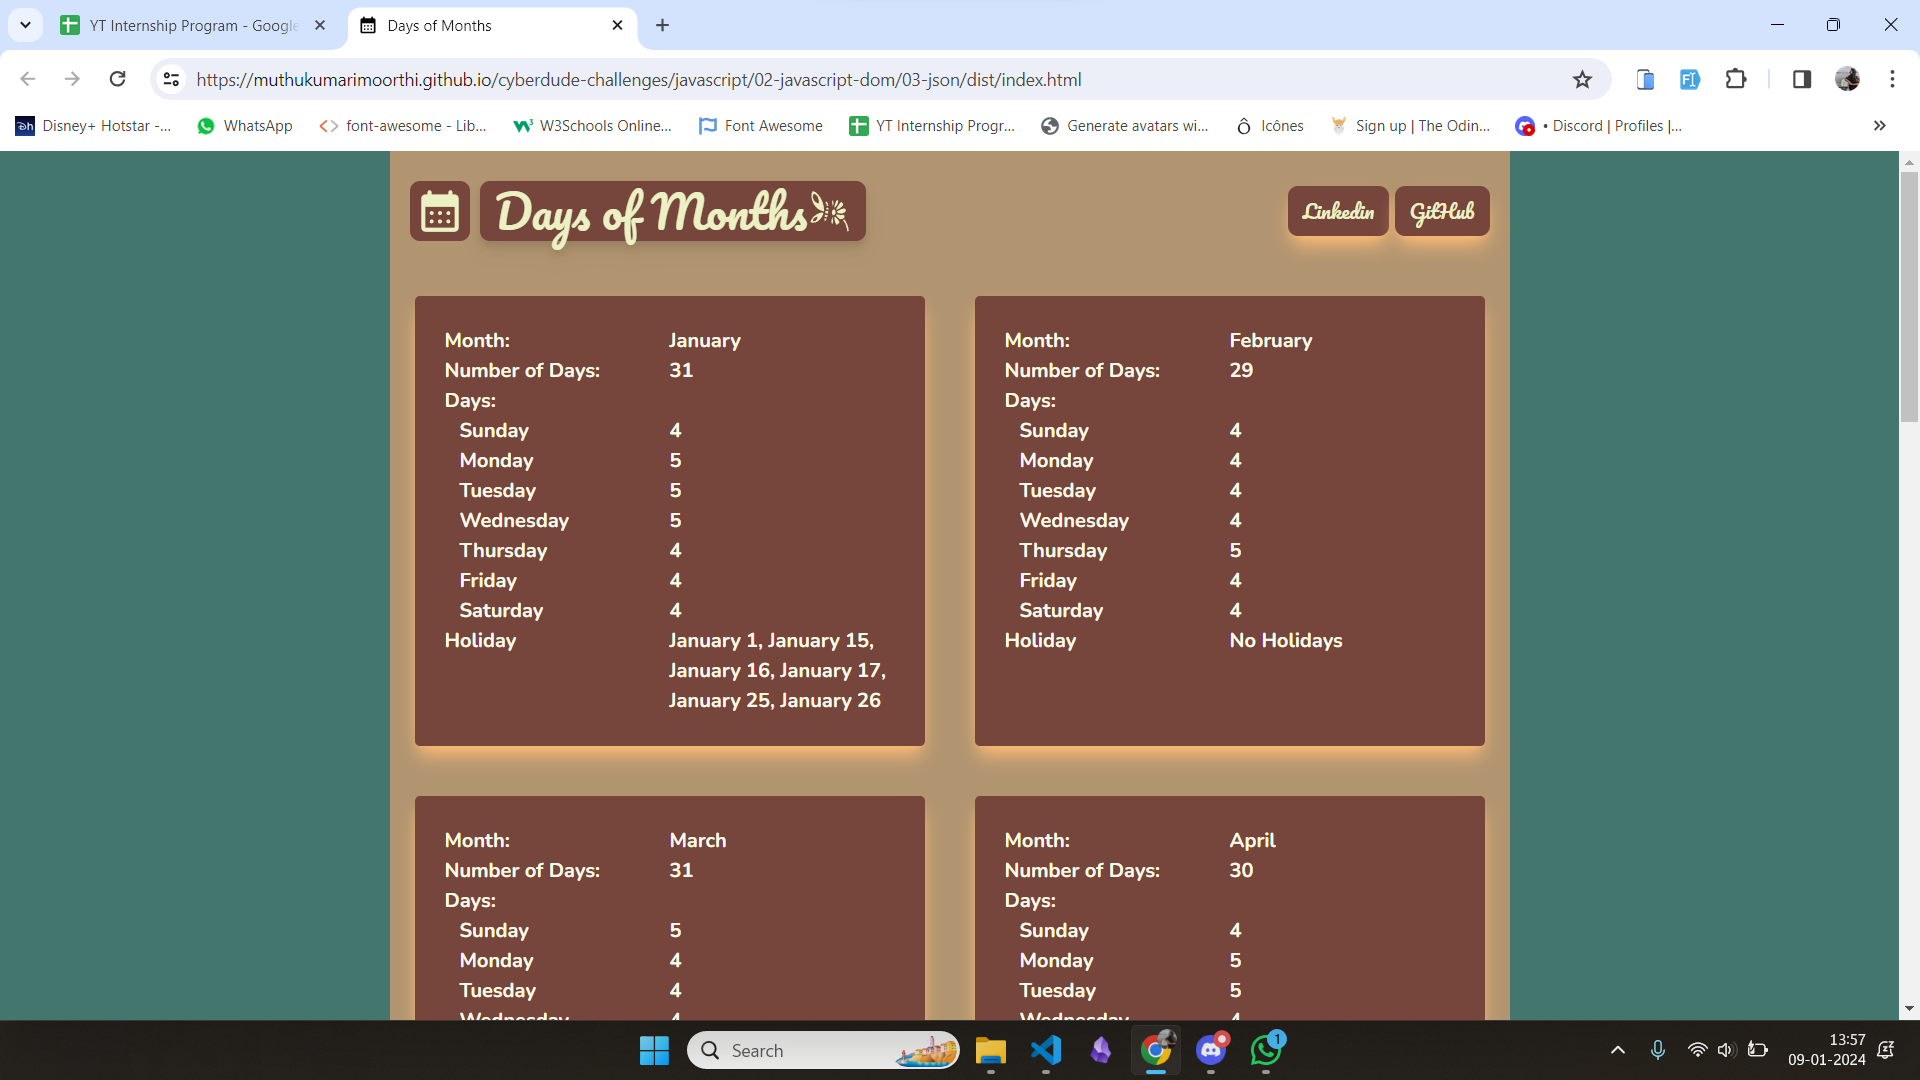 YT Internship Program - Google
Days of Months
https://muthukumarimoorthi.github.io/cyberdude-challenges/javascript/02-javascript-dom/03-json/dist/index.html
Disney+ Hotstar -... WhatsApp font-awesome - Lib... W3Schools Online... Font Awesome YT Internship Progr... Generate avatars wi... Icônes Sign up | The Odin... • Discord | Profiles |...
Days of Months
Linkedin GitHub
Month: January
Number of Days: 31
Days:
Sunday 4
Monday 5
Tuesday 5
Wednesday 5
Thursday 4
Friday 4
Saturday 4
Holiday January 1, January 15,
January 16, January 17,
January 25, January 26
Month: February
Number of Days: 29
Days:
Sunday 4
Monday 4
Tuesday 4
Wednesday 4
Thursday 5
Friday 4
Saturday 4
Holiday No Holidays
Month: March
Number of Days: 31
Days:
Sunday 5
Monday 4
Tuesday 4
Wednesday 4
Month: April
Number of Days: 30
Days:
Sunday 4
Monday 5
Tuesday 5
Wednesday 4
Search
1
13:57
09-01-2024